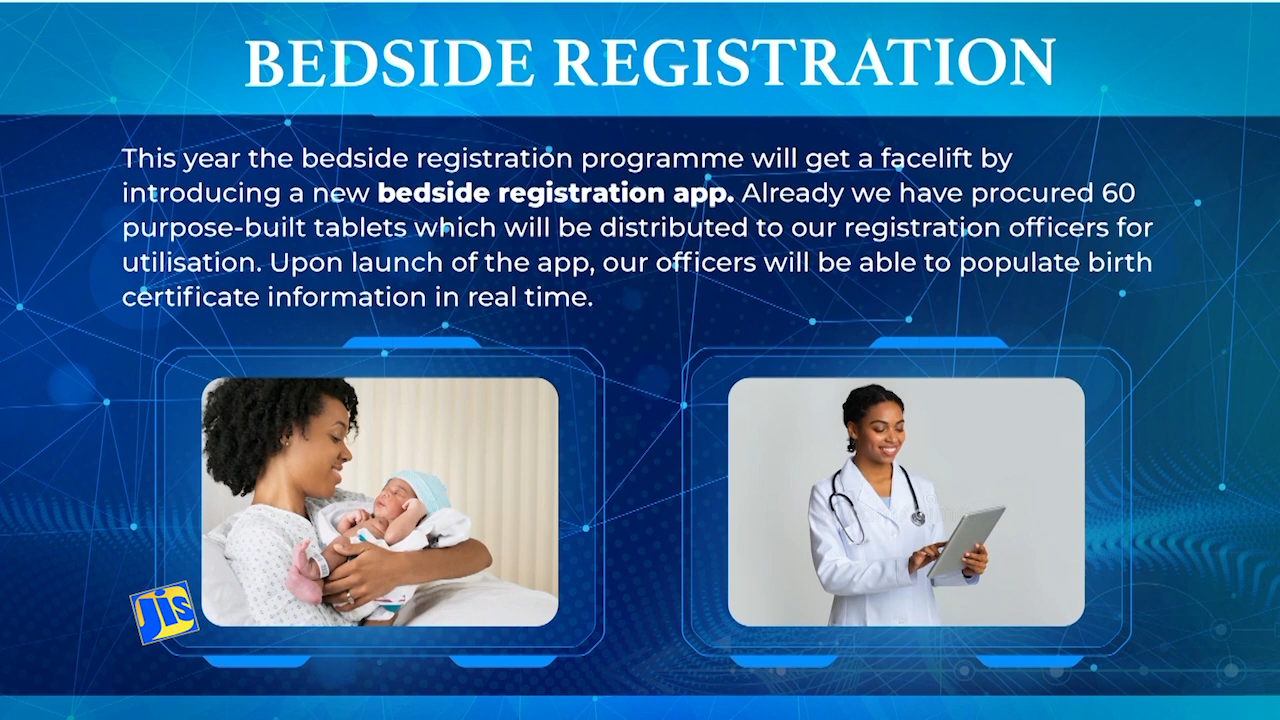 BEDSIDE REGISTRATION
This year the bedside registration programme will get a facelift by
introducing a new bedside registration app. Already we have procured 60
purpose-built tablets which will be distributed to our registration officers for
utilisation. Upon launch of the app, our officers will be able to populate birth
certificate information in real time.
jis